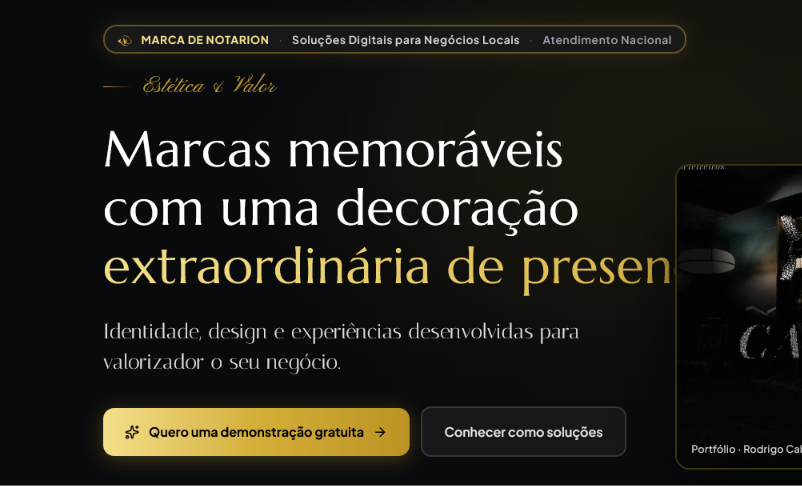 MARCA DE NOTARION · Soluções Digitais para Negócios Locais · Atendimento Nacional
Estética & Valor
Marcas memoráveis
com uma decoração
extraordinária de presen
Identidade, design e experiências desenvolvidas para
valorizador o seu negócio.
Quero uma demonstração gratuita →
Conhecer como soluções
Portfólio · Rodrigo Cab